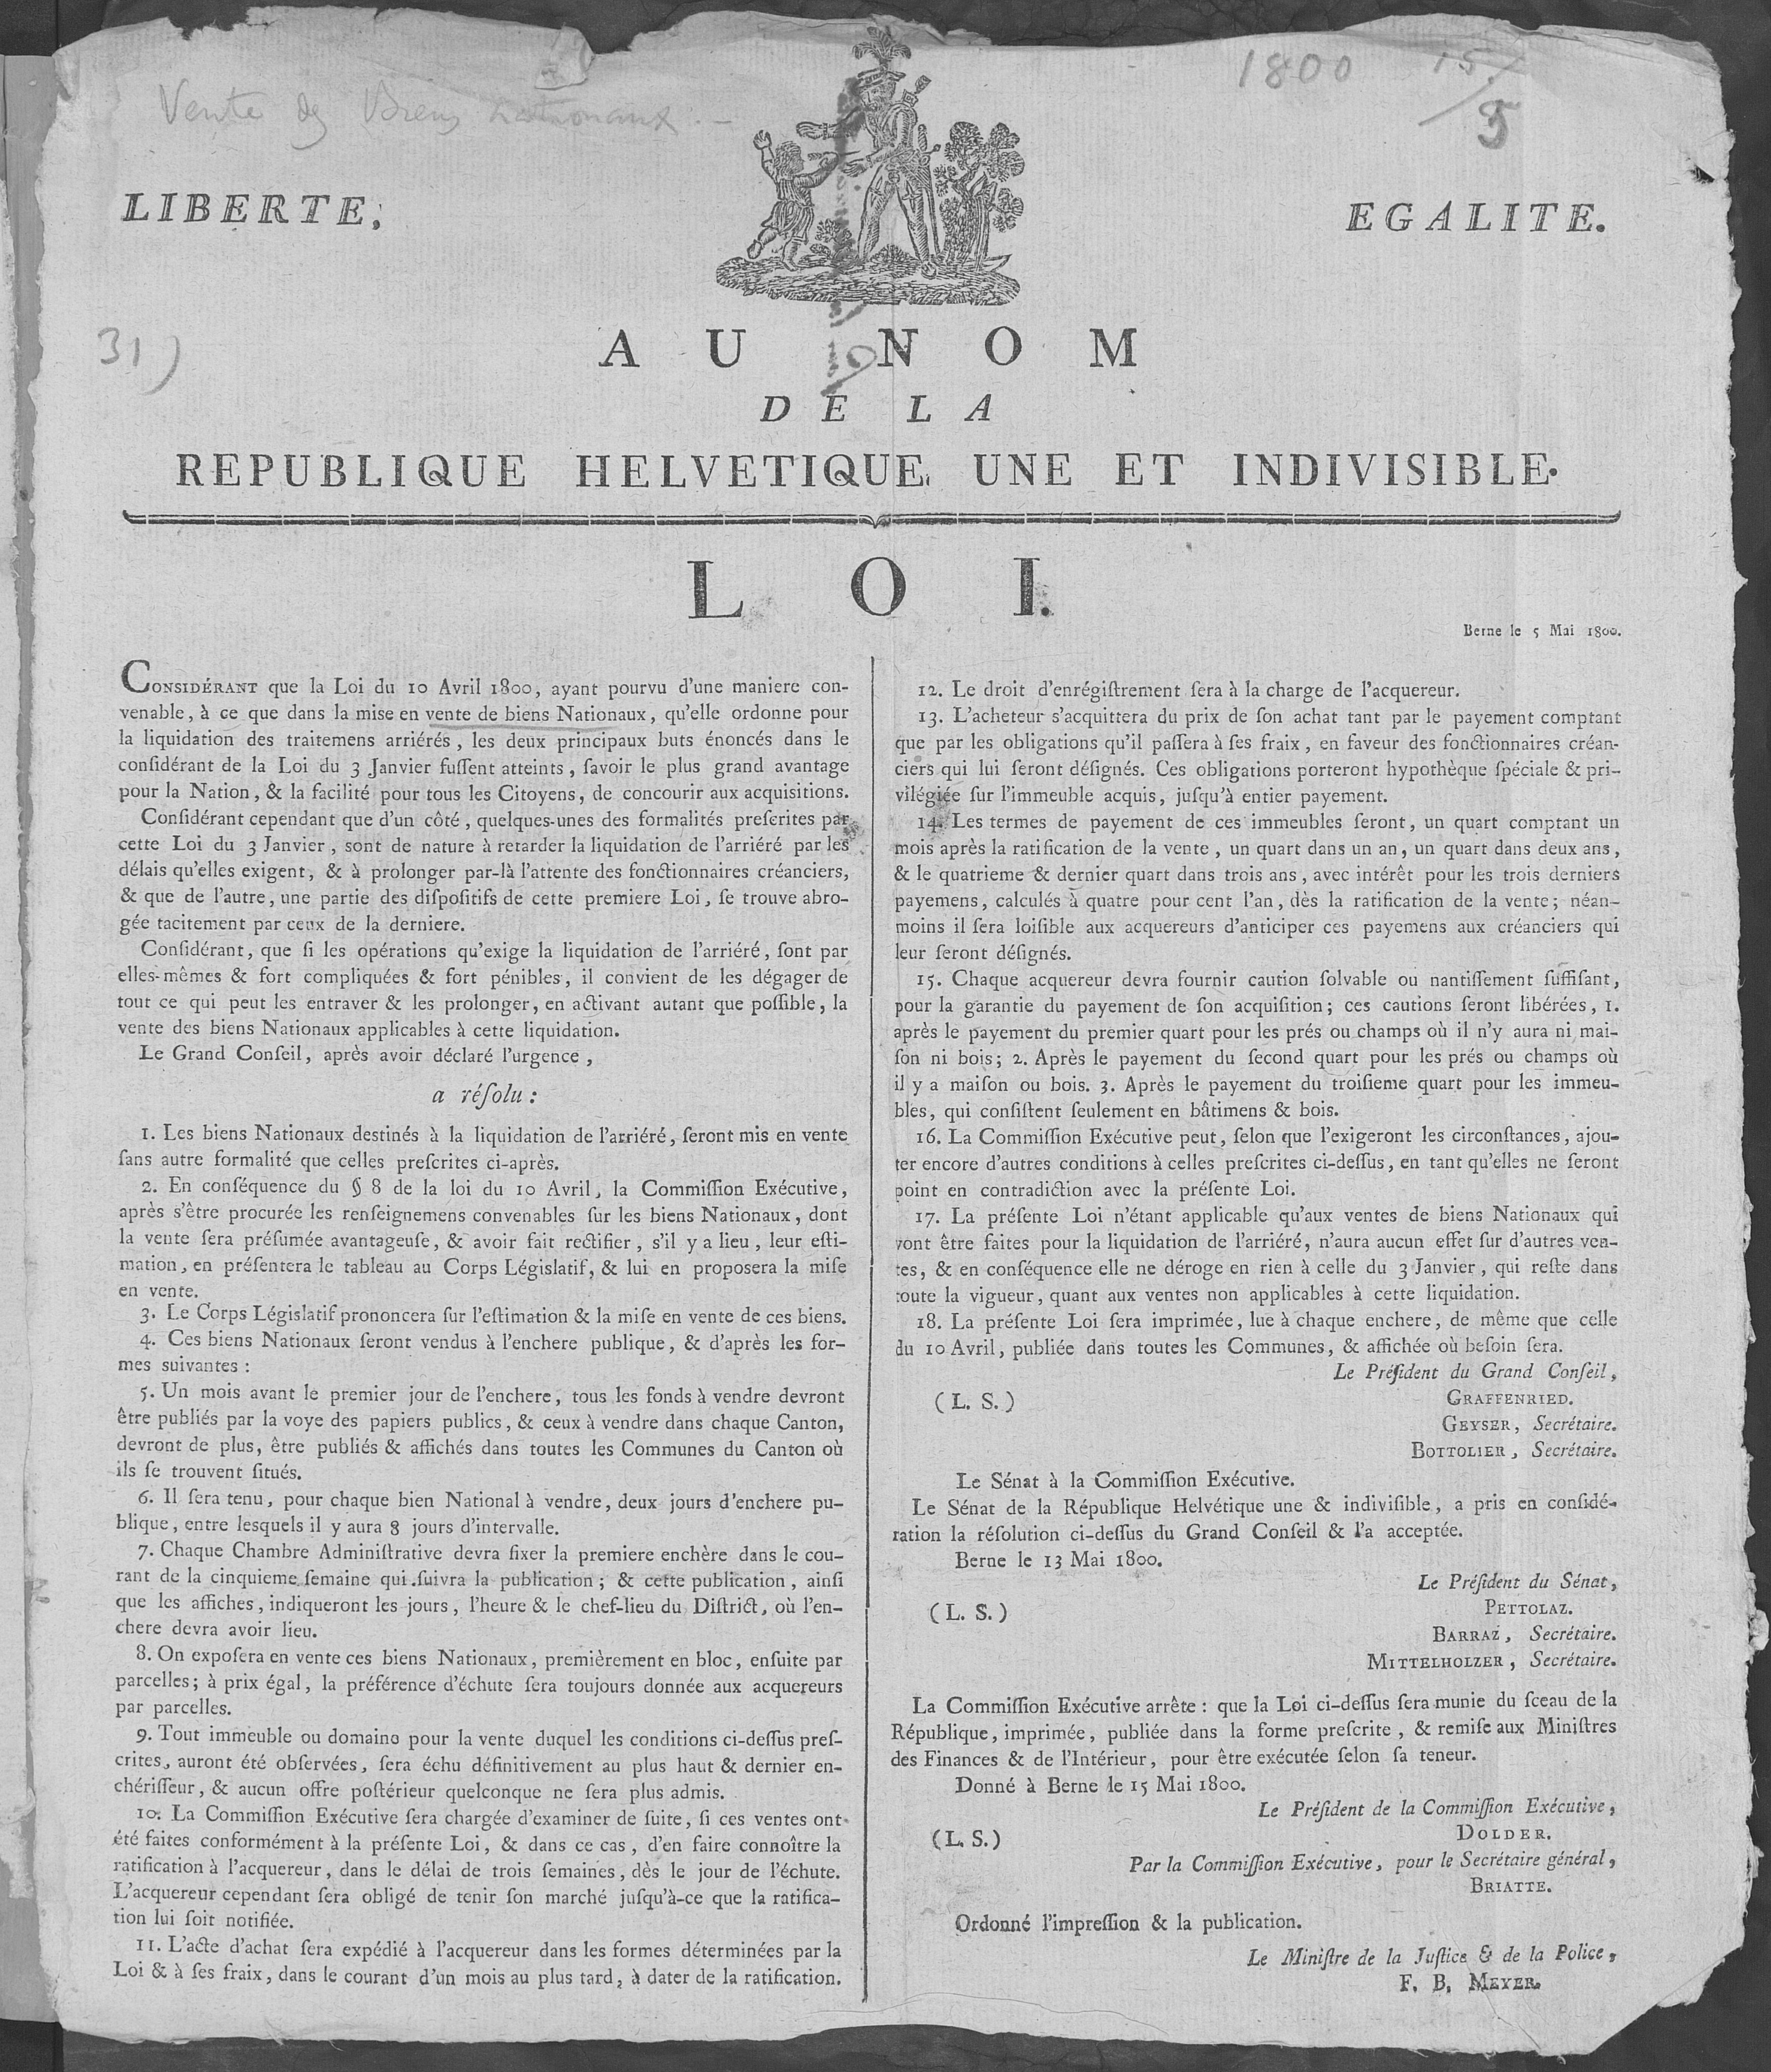 Vente des Biens nationaux. —
1800 15/5
LIBERTE,
EGALITE.
31)
AU NOM
DE LA
REPUBLIQUE HELVETIQUE, UNE ET INDIVISIBLE.
LOI.
Berne le 5 Mai 1800.
CONSIDÉRANT que la Loi du 10 Avril 1800, ayant pourvu d'une maniere con-
venable, à ce que dans la mise en vente de biens Nationaux, qu'elle ordonne pour
la liquidation des traitemens arriérés, les deux principaux buts énoncés dans le
conſidérant de la Loi du 3 Janvier fuſſent atteints, ſavoir le plus grand avantage
pour la Nation, & la facilité pour tous les Citoyens, de concourir aux acquisitions.
Conſidérant cependant que d'un côté, quelques-unes des formalités preſcrites par
cette Loi du 3 Janvier, sont de nature à retarder la liquidation de l'arriéré par les
délais qu'elles exigent, & à prolonger par-là l'attente des fonctionnaires créanciers,
& que de l'autre, une partie des diſpoſitifs de cette premiere Loi, ſe trouve abro-
gée tacitement par ceux de la derniere.
Conſidérant, que ſi les opérations qu'exige la liquidation de l'arriéré, ſont par
elles-mêmes & fort compliquées & fort pénibles, il convient de les dégager de
tout ce qui peut les entraver & les prolonger, en activant autant que poſſible, la
vente des biens Nationaux applicables à cette liquidation.
Le Grand Conſeil, après avoir déclaré l'urgence,
a réſolu:
1. Les biens Nationaux destinés à la liquidation de l'arriéré, ſeront mis en vente
ſans autre formalité que celles preſcrites ci-après.
2. En conſéquence du § 8 de la loi du 10 Avril, la Commiſſion Exécutive,
après s'être procurée les renſeignemens convenables ſur les biens Nationaux, dont
la vente ſera préſumée avantageuſe, & avoir fait rectifier, s'il y a lieu, leur eſti-
mation, en préſentera le tableau au Corps Législatif, & lui en proposera la miſe
en vente.
3. Le Corps Législatif prononcera ſur l'eſtimation & la miſe en vente de ces biens.
4. Ces biens Nationaux ſeront vendus à l'enchere publique, & d'après les for-
mes suivantes:
5. Un mois avant le premier jour de l'enchere, tous les fonds à vendre devront
être publiés par la voye des papiers publics, & ceux à vendre dans chaque Canton,
devront de plus, être publiés & affichés dans toutes les Communes du Canton où
ils ſe trouvent ſitués.
6. Il ſera tenu, pour chaque bien National à vendre, deux jours d'enchere pu-
blique, entre lesquels il y aura 8 jours d'intervalle.
7. Chaque Chambre Adminiſtrative devra fixer la premiere enchère dans le cou-
rant de la cinquieme ſemaine qui ſuivra la publication; & cette publication, ainſi
que les affiches, indiqueront les jours, l'heure & le chef-lieu du Diſtrict, où l'en-
chere devra avoir lieu.
8. On expoſera en vente ces biens Nationaux, premièrement en bloc, enſuite par
parcelles; à prix égal, la préférence d'échute ſera toujours donnée aux acquereurs
par parcelles.
9. Tout immeuble ou domaine pour la vente duquel les conditions ci-deſſus preſ-
crites, auront été obſervées, ſera échu définitivement au plus haut & dernier en-
chériſſeur, & aucun offre poſtérieur quelconque ne ſera plus admis.
10. La Commiſſion Exécutive ſera chargée d'examiner de ſuite, ſi ces ventes ont
été faites conformément à la préſente Loi, & dans ce cas, d'en faire connoître la
ratification à l'acquereur, dans le délai de trois ſemaines, dès le jour de l'échute.
L'acquereur cependant ſera obligé de tenir ſon marché juſqu'à-ce que la ratifica-
tion lui ſoit notifiée.
11. L'acte d'achat ſera expédié à l'acquereur dans les formes déterminées par la
Loi & à ſes fraix, dans le courant d'un mois au plus tard, à dater de la ratification.
12. Le droit d'enrégiſtrement ſera à la charge de l'acquereur.
13. L'acheteur s'acquittera du prix de ſon achat tant par le payement comptant
que par les obligations qu'il paſſera à ſes fraix, en faveur des fonctionnaires créan-
ciers qui lui ſeront déſignés. Ces obligations porteront hypothèque ſpéciale & pri-
vilégiée ſur l'immeuble acquis, juſqu'à entier payement.
14. Les termes de payement de ces immeubles ſeront, un quart comptant un
mois après la ratification de la vente, un quart dans un an, un quart dans deux ans,
& le quatrieme & dernier quart dans trois ans, avec intérêt pour les trois derniers
payemens, calculés à quatre pour cent l'an, dès la ratification de la vente; néan-
moins il ſera loiſible aux acquereurs d'anticiper ces payemens aux créanciers qui
leur ſeront déſignés.
15. Chaque acquereur devra fournir caution ſolvable ou nantiſſement ſuffiſant,
pour la garantie du payement de ſon acquiſition; ces cautions ſeront libérées, 1.
après le payement du premier quart pour les prés ou champs où il n'y aura ni mai-
ſon ni bois; 2. Après le payement du ſecond quart pour les prés ou champs où
il y a maiſon ou bois. 3. Après le payement du troiſieme quart pour les immeu-
bles, qui conſiſtent ſeulement en bâtimens & bois.
16. La Commiſſion Exécutive peut, ſelon que l'exigeront les circonſtances, ajou-
ter encore d'autres conditions à celles preſcrites ci-deſſus, en tant qu'elles ne ſeront
point en contradiction avec la préſente Loi.
17. La préſente Loi n'étant applicable qu'aux ventes de biens Nationaux qui
vont être faites pour la liquidation de l'arriéré, n'aura aucun effet ſur d'autres ven-
tes, & en conſéquence elle ne déroge en rien à celle du 3 Janvier, qui reſte dans
toute la vigueur, quant aux ventes non applicables à cette liquidation.
18. La préſente Loi ſera imprimée, lue à chaque enchere, de même que celle
du 10 Avril, publiée dans toutes les Communes, & affichée où beſoin ſera.
Le Préſident du Grand Conſeil,
(L. S.) GRAFFENRIED.
GEYSER, Secrétaire.
BOTTOLIER, Secrétaire.
Le Sénat à la Commiſſion Exécutive.
Le Sénat de la République Helvétique une & indiviſible, a pris en conſidé-
ration la réſolution ci-deſſus du Grand Conſeil & l'a acceptée.
Berne le 13 Mai 1800.
Le Préſident du Sénat,
(L. S.) PETTOLAZ.
BARRAZ, Secrétaire.
MITTELHOLZER, Secrétaire.
La Commiſſion Exécutive arrête: que la Loi ci-deſſus ſera munie du ſceau de la
République, imprimée, publiée dans la forme preſcrite, & remiſe aux Miniſtres
des Finances & de l'Intérieur, pour être exécutée ſelon ſa teneur.
Donné à Berne le 15 Mai 1800.
Le Préſident de la Commiſſion Exécutive,
(L. S.) DOLDER.
Par la Commiſſion Exécutive, pour le Secrétaire général,
BRIATTE.
Ordonné l'impreſſion & la publication.
Le Miniſtre de la Juſtice & de la Police,
F. B. MEYER.